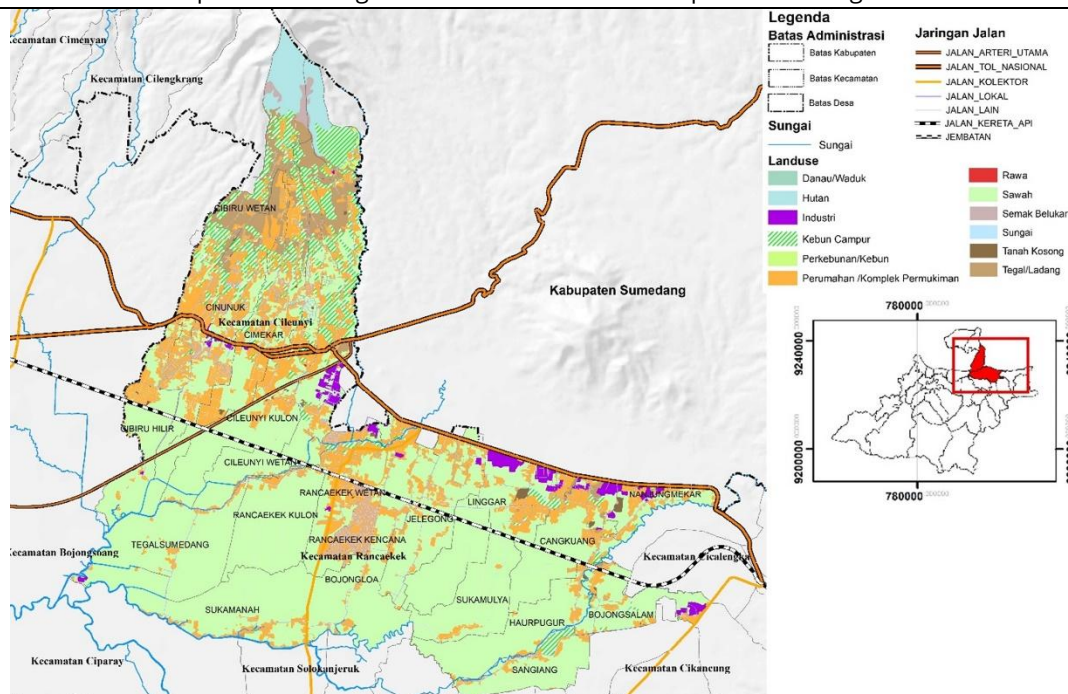 Kecamatan Cimenyan
Kecamatan Cilengkrang
CIBIRU WETAN
CINUNUK
Kecamatan Cileunyi
CIMEKAR
Kabupaten Sumedang
CILEUNYI KULON
CIBIRU HILIR
CILEUNYI WETAN
RANCAEKEK WETAN
LINGGAR
NANJUNGMEKAR
RANCAEKEK KULON
JELEGONG
TEGALSUMEDANG
RANCAEKEK KENCANA
CANGKUANG
Kecamatan Bojongsoang
Kecamatan Rancaekek
Kecamatan Cicalengka
BOJONGLOA
SUKAMANAH
SUKAMULYA
HAURPUGUR
BOJONGSALAM
Kecamatan Ciparay
Kecamatan Solokanjeruk
SANGIANG
Kecamatan Cikancung
Legenda
Batas Administrasi
Batas Kabupaten
Batas Kecamatan
Batas Desa
Sungai
Sungai
Landuse
Danau/Waduk
Hutan
Industri
Kebun Campur
Perkebunan/Kebun
Perumahan /Komplek Permukiman
Jaringan Jalan
JALAN_ARTERI_UTAMA
JALAN_TOL_NASIONAL
JALAN_KOLEKTOR
JALAN_LOKAL
JALAN_LAIN
JALAN_KERETA_API
JEMBATAN
Rawa
Sawah
Semak Belukar
Sungai
Tanah Kosong
Tegal/Ladang
780000
9240000
9200000
760000